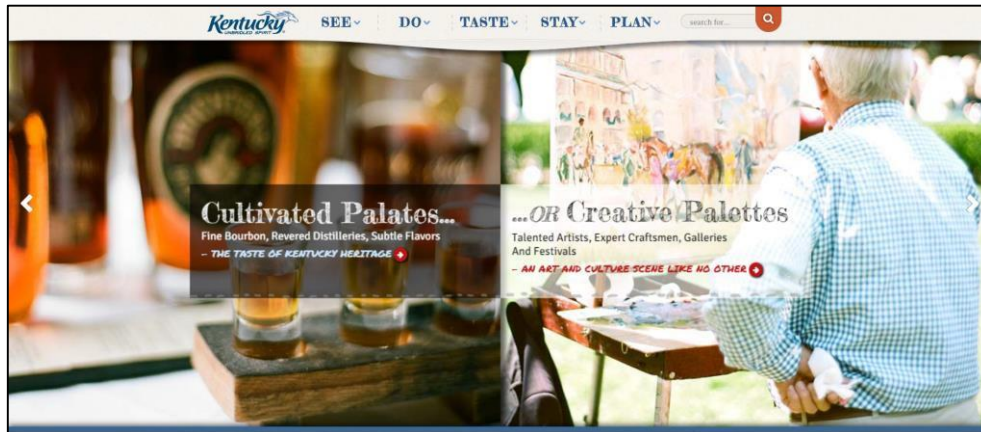 Kentucky
UNBRIDLED SPIRIT
SEE
DO
TASTE
STAY
PLAN
search for...
Cultivated Palates...
Fine Bourbon, Revered Distilleries, Subtle Flavors
– THE TASTE OF KENTUCKY HERITAGE
...OR Creative Palettes
Talented Artists, Expert Craftsmen, Galleries
And Festivals
– AN ART AND CULTURE SCENE LIKE NO OTHER